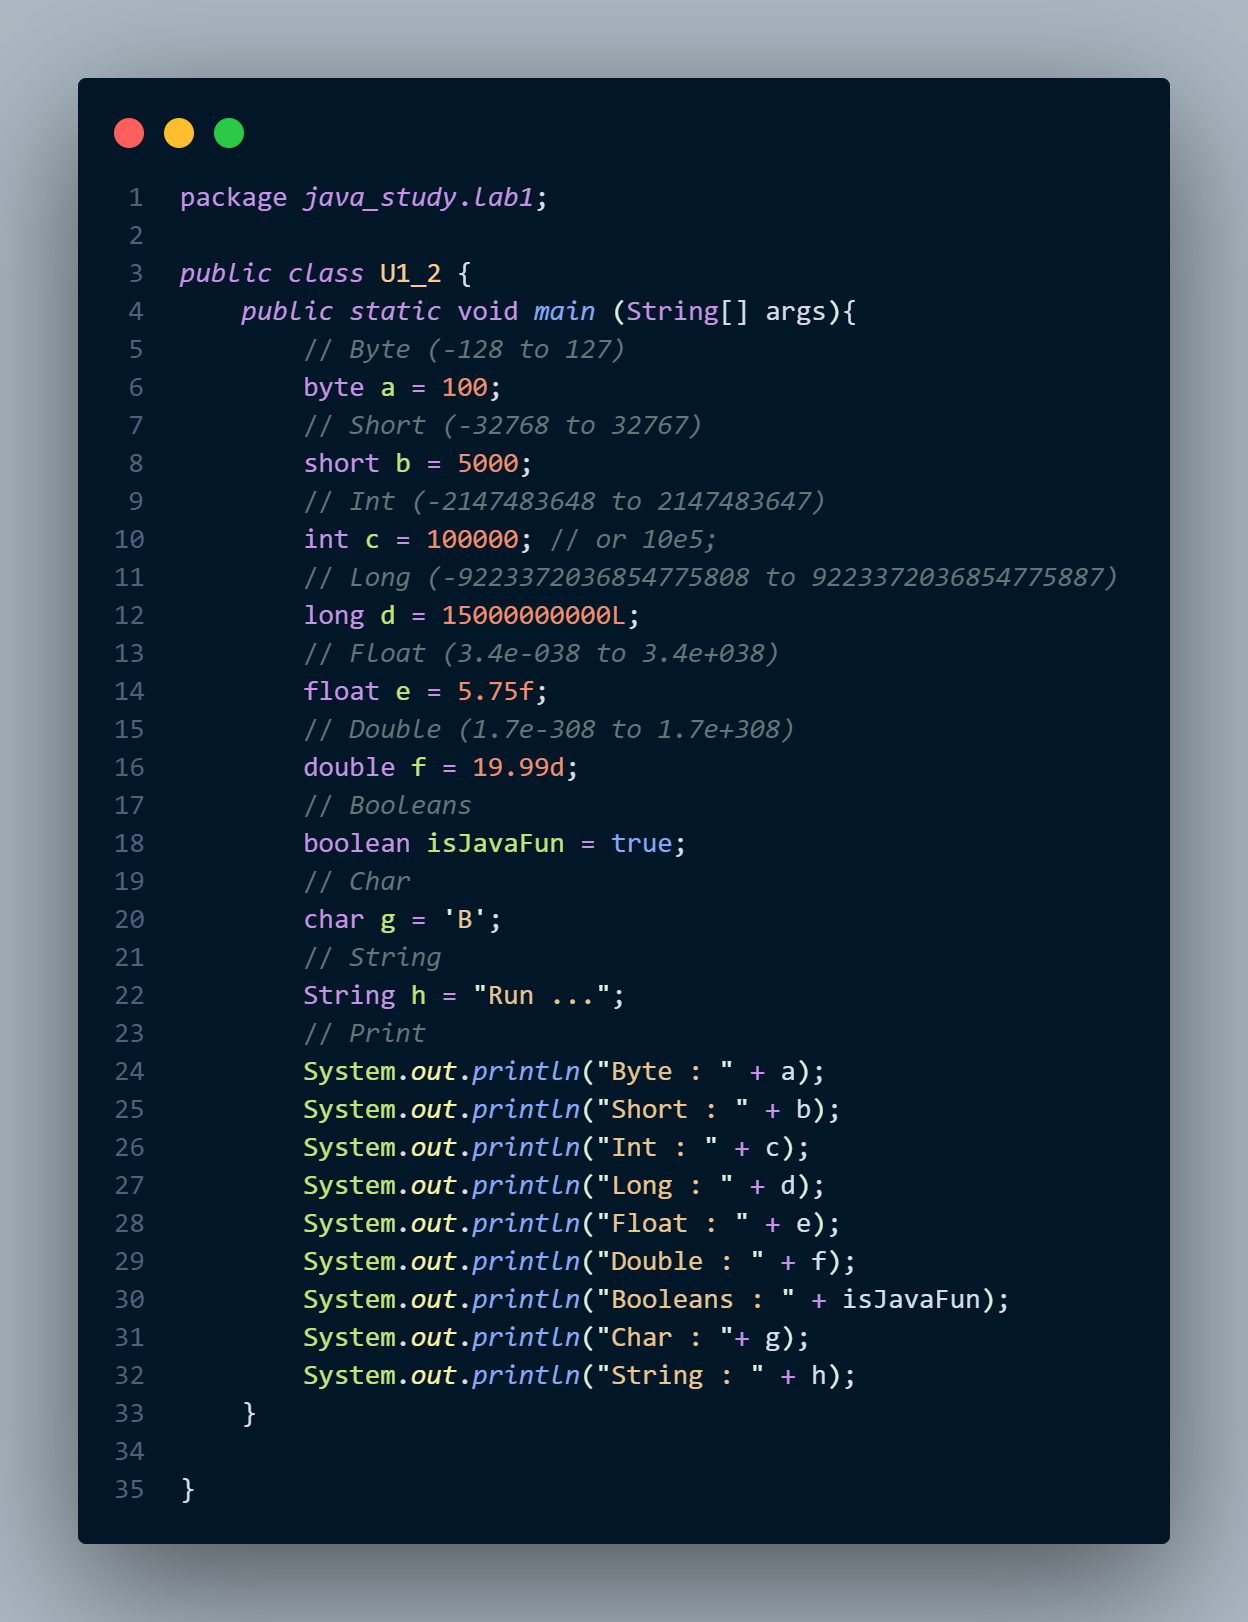 1 package java_study.lab1;
2
3 public class U1_2 {
4     public static void main (String[] args){
5         // Byte (-128 to 127)
6         byte a = 100;
7         // Short (-32768 to 32767)
8         short b = 5000;
9         // Int (-2147483648 to 2147483647)
10         int c = 100000; // or 10e5;
11         // Long (-9223372036854775808 to 9223372036854775887)
12         long d = 15000000000L;
13         // Float (3.4e-038 to 3.4e+038)
14         float e = 5.75f;
15         // Double (1.7e-308 to 1.7e+308)
16         double f = 19.99d;
17         // Booleans
18         boolean isJavaFun = true;
19         // Char
20         char g = 'B';
21         // String
22         String h = "Run ...";
23         // Print
24         System.out.println("Byte : " + a);
25         System.out.println("Short : " + b);
26         System.out.println("Int : " + c);
27         System.out.println("Long : " + d);
28         System.out.println("Float : " + e);
29         System.out.println("Double : " + f);
30         System.out.println("Booleans : " + isJavaFun);
31         System.out.println("Char : "+ g);
32         System.out.println("String : " + h);
33     }
34
35 }